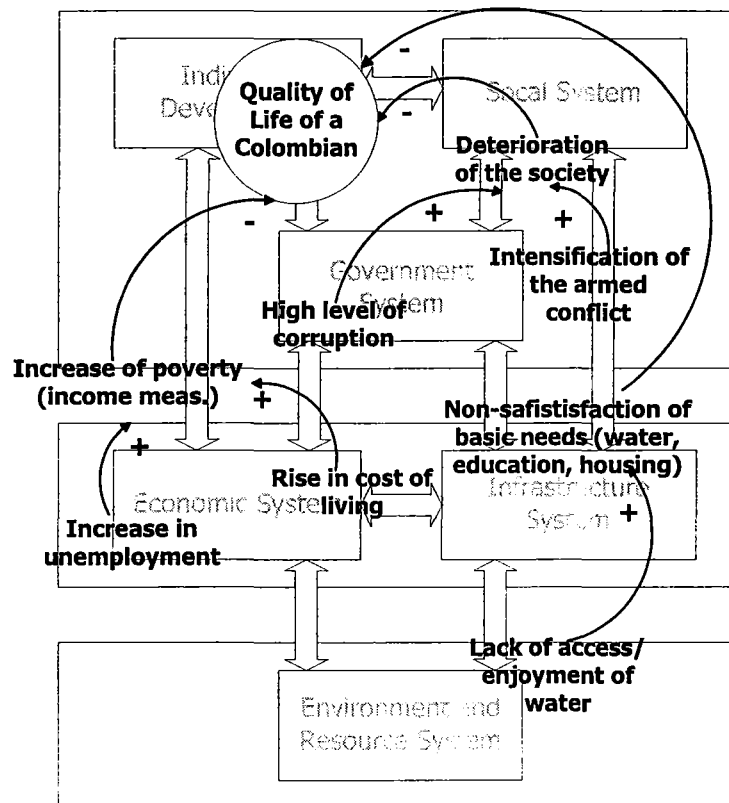 Indi
Deve
Quality of
Life of a
Colombian
-
-
Socal System
Deterioration
of the society
-
+
+
Government
System
Intensification of
the armed
conflict
High level of
corruption
Increase of poverty
(income meas.)
+
+
Non-safistisfaction of
basic needs (water,
education, housing)
Economic System
Rise in cost of
living
Infrastructure
System
+
Increase in
unemployment
Lack of access/
enjoyment of
water
Environment and
Resource System